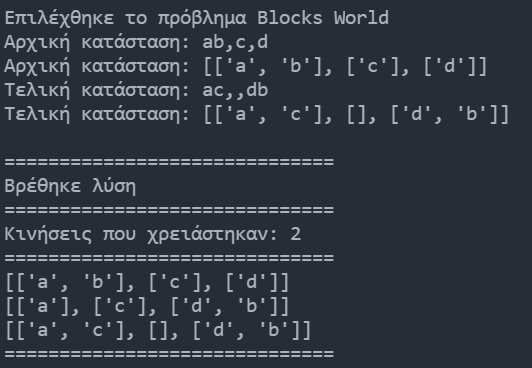 Επιλέχθηκε το πρόβλημα Blocks World
Αρχική κατάσταση: ab,c,d
Αρχική κατάσταση: [['a', 'b'], ['c'], ['d']]
Τελική κατάσταση: ac,,db
Τελική κατάσταση: [['a', 'c'], [], ['d', 'b']]
==============================
Βρέθηκε λύση
==============================
Κινήσεις που χρειάστηκαν: 2
==============================
[['a', 'b'], ['c'], ['d']]
[['a'], ['c'], ['d', 'b']]
[['a', 'c'], [], ['d', 'b']]
==============================